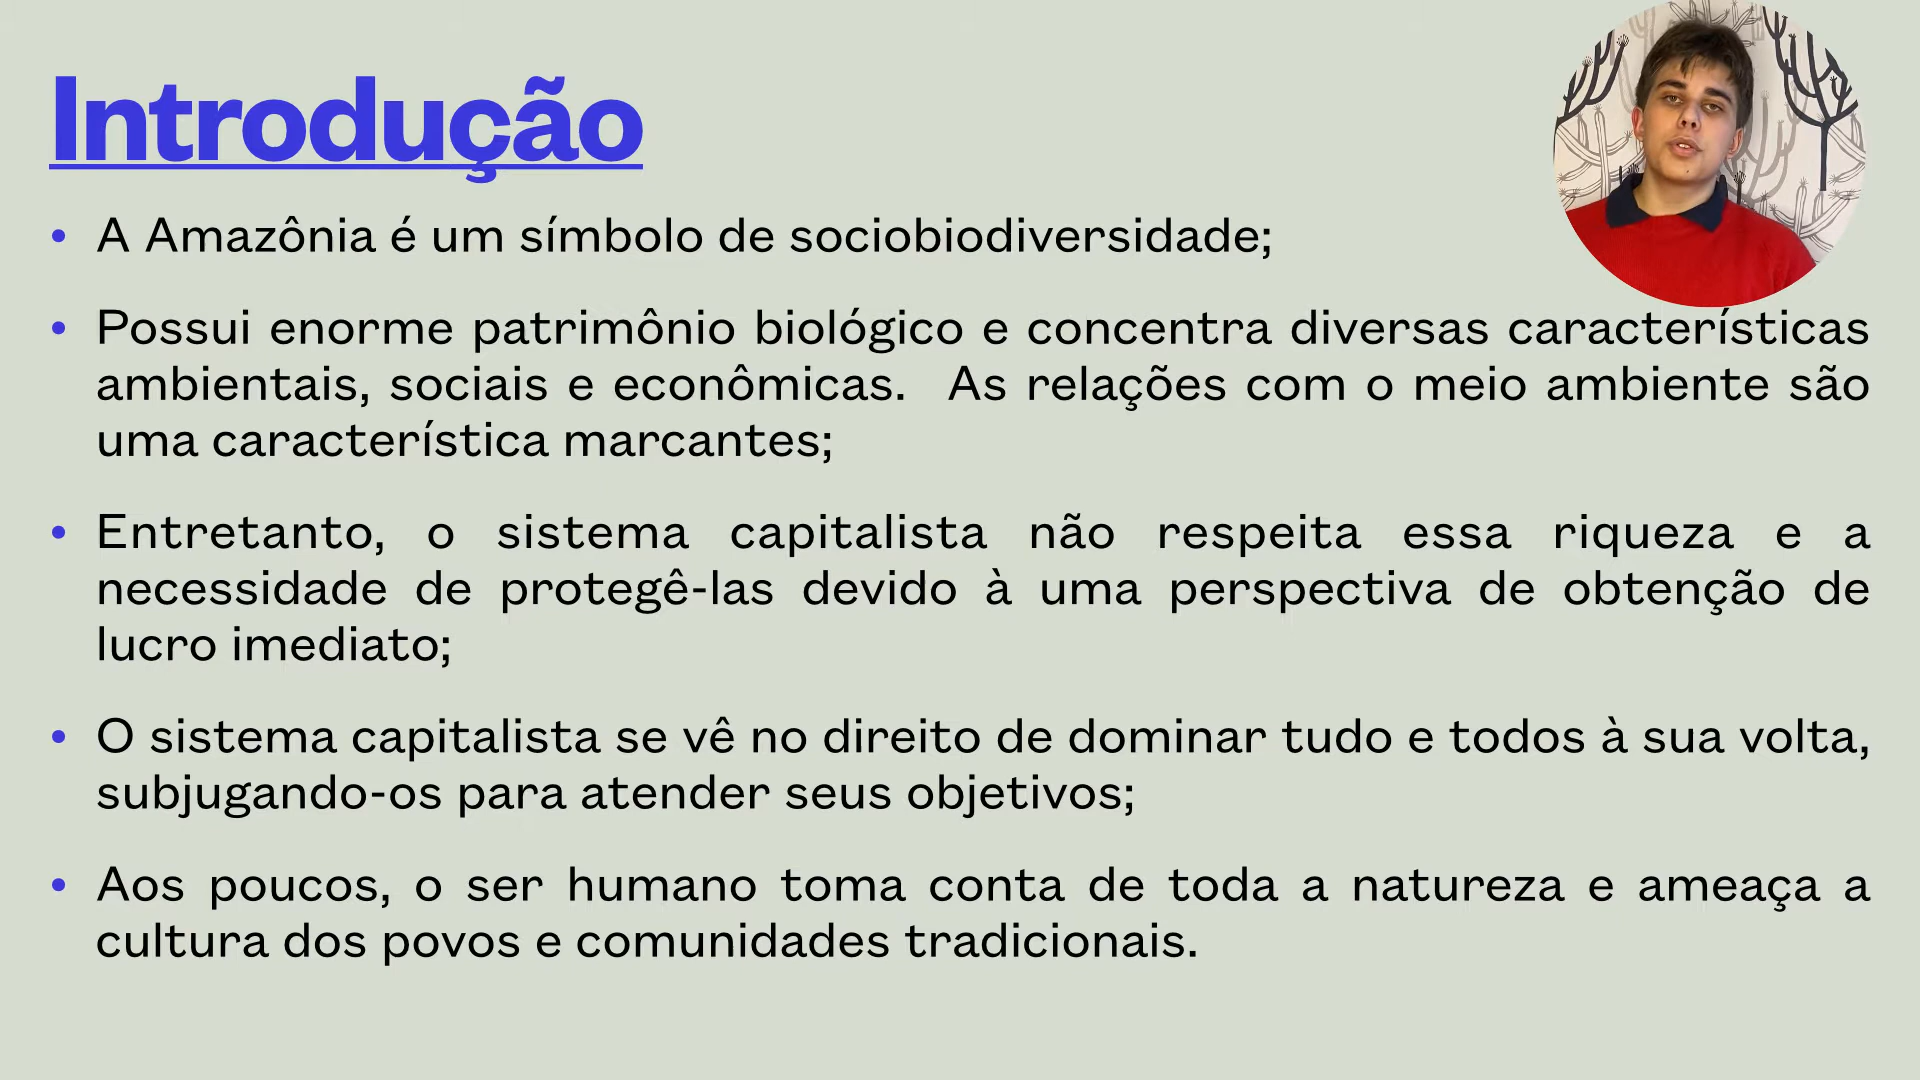 Introdução
• A Amazônia é um símbolo de sociobiodiversidade;
• Possui enorme patrimônio biológico e concentra diversas características
ambientais, sociais e econômicas.  As relações com o meio ambiente são
uma característica marcantes;
• Entretanto, o sistema capitalista não respeita essa riqueza e a
necessidade de protegê-las devido à uma perspectiva de obtenção de
lucro imediato;
• O sistema capitalista se vê no direito de dominar tudo e todos à sua volta,
subjugando-os para atender seus objetivos;
• Aos poucos, o ser humano toma conta de toda a natureza e ameaça a
cultura dos povos e comunidades tradicionais.